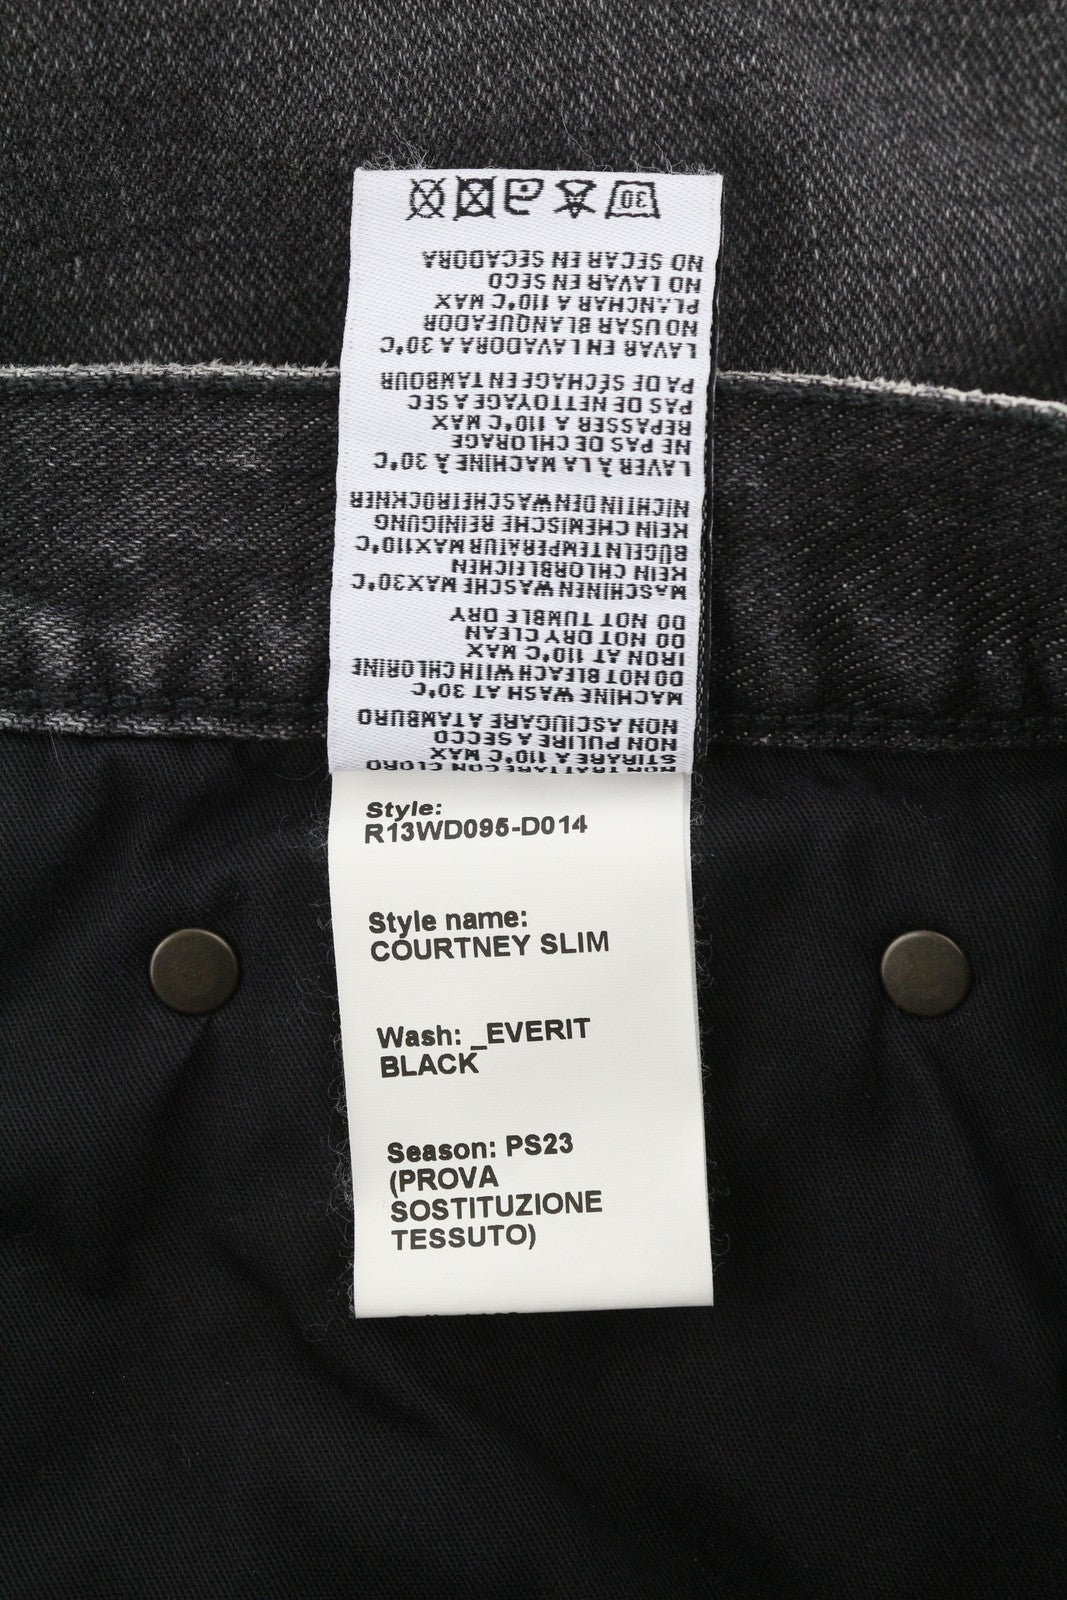 NON TRATTARE CON CLORO
STIRARE A 110°C MAX
NON PULIRE A SECCO
NON ASCIUGARE A TAMBURO
MACHINE WASH AT 30°C
DO NOT BLEACH WITH CHLORINE
IRON AT 110°C MAX
DO NOT DRY CLEAN
DO NOT TUMBLE DRY
MASCHINEN WASCHE MAX30°C
KEIN CHLORBLEICHEN
BUGELNTEMPERATUR MAX110°C
KEIN CHEMISCHE REINIGUNG
NICHT IN DEN WASCHETROCKNER
LAVER À LA MACHINE À 30°C
NE PAS DE CHLORAGE
REPASSER A 110°C MAX
PAS DE NETTOYAGE A SEC
PA DE SÉCHAGE EN TAMBOUR
LAVAR EN LAVADORA A 30°C
NO USAR BLANQUEADOR
PLANCHAR A 110°C MAX
NO LAVAR EN SECO
NO SECAR EN SECADORA
30
Style:
R13WD095-D014
Style name:
COURTNEY SLIM
Wash: _EVERIT
BLACK
Season: PS23
(PROVA
SOSTITUZIONE
TESSUTO)